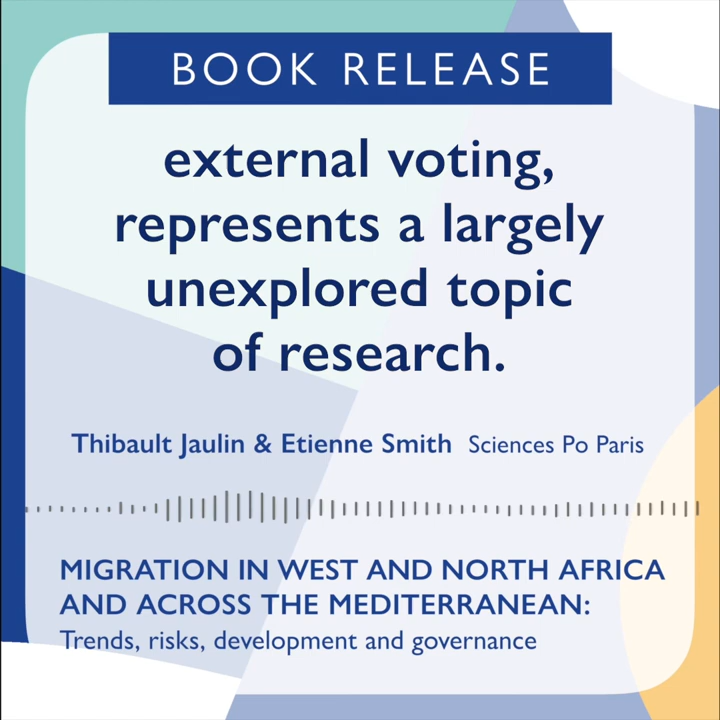 BOOK RELEASE
external voting,
represents a largely
unexplored topic
of research.
Thibault Jaulin & Etienne Smith Sciences Po Paris
MIGRATION IN WEST AND NORTH AFRICA
AND ACROSS THE MEDITERRANEAN:
Trends, risks, development and governance